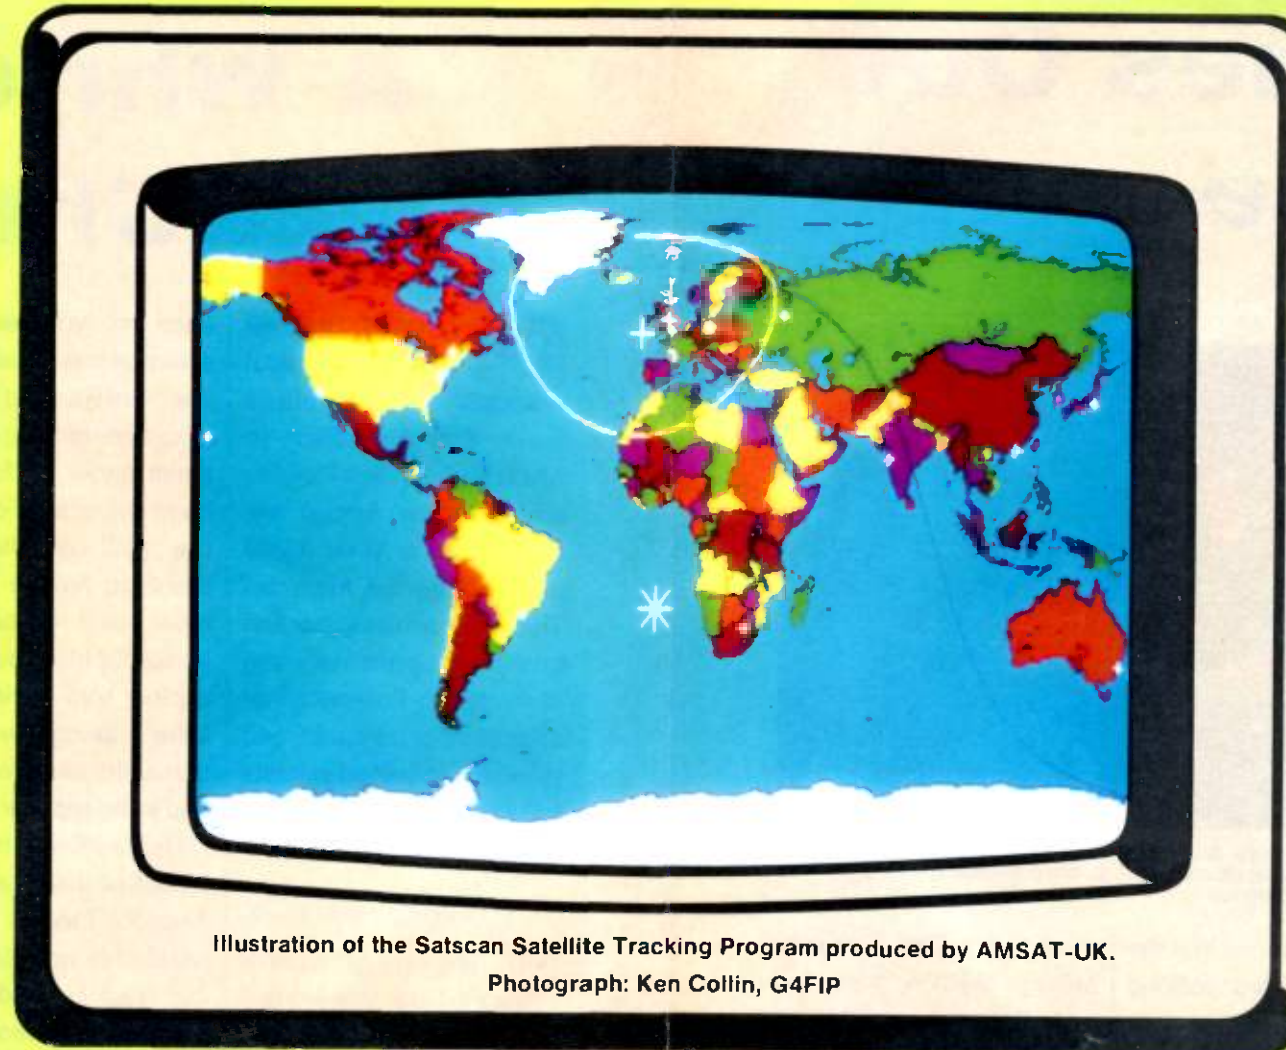 Illustration of the Satscan Satellite Tracking Program produced by AMSAT-UK.
Photograph: Ken Collin, G4FIP